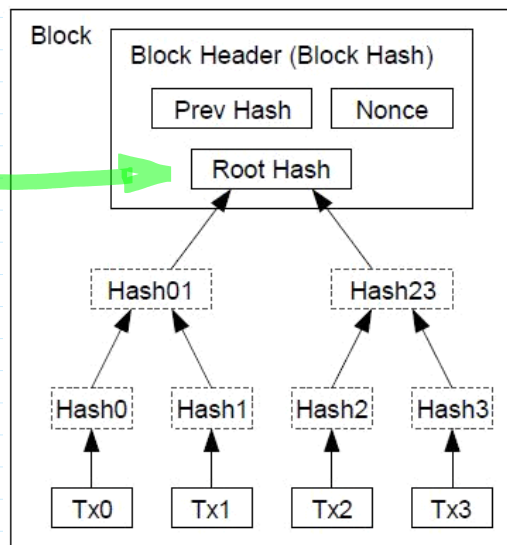 Block
Block Header (Block Hash)
Prev Hash Nonce
Root Hash
Hash01 Hash23
Hash0 Hash1 Hash2 Hash3
Tx0 Tx1 Tx2 Tx3